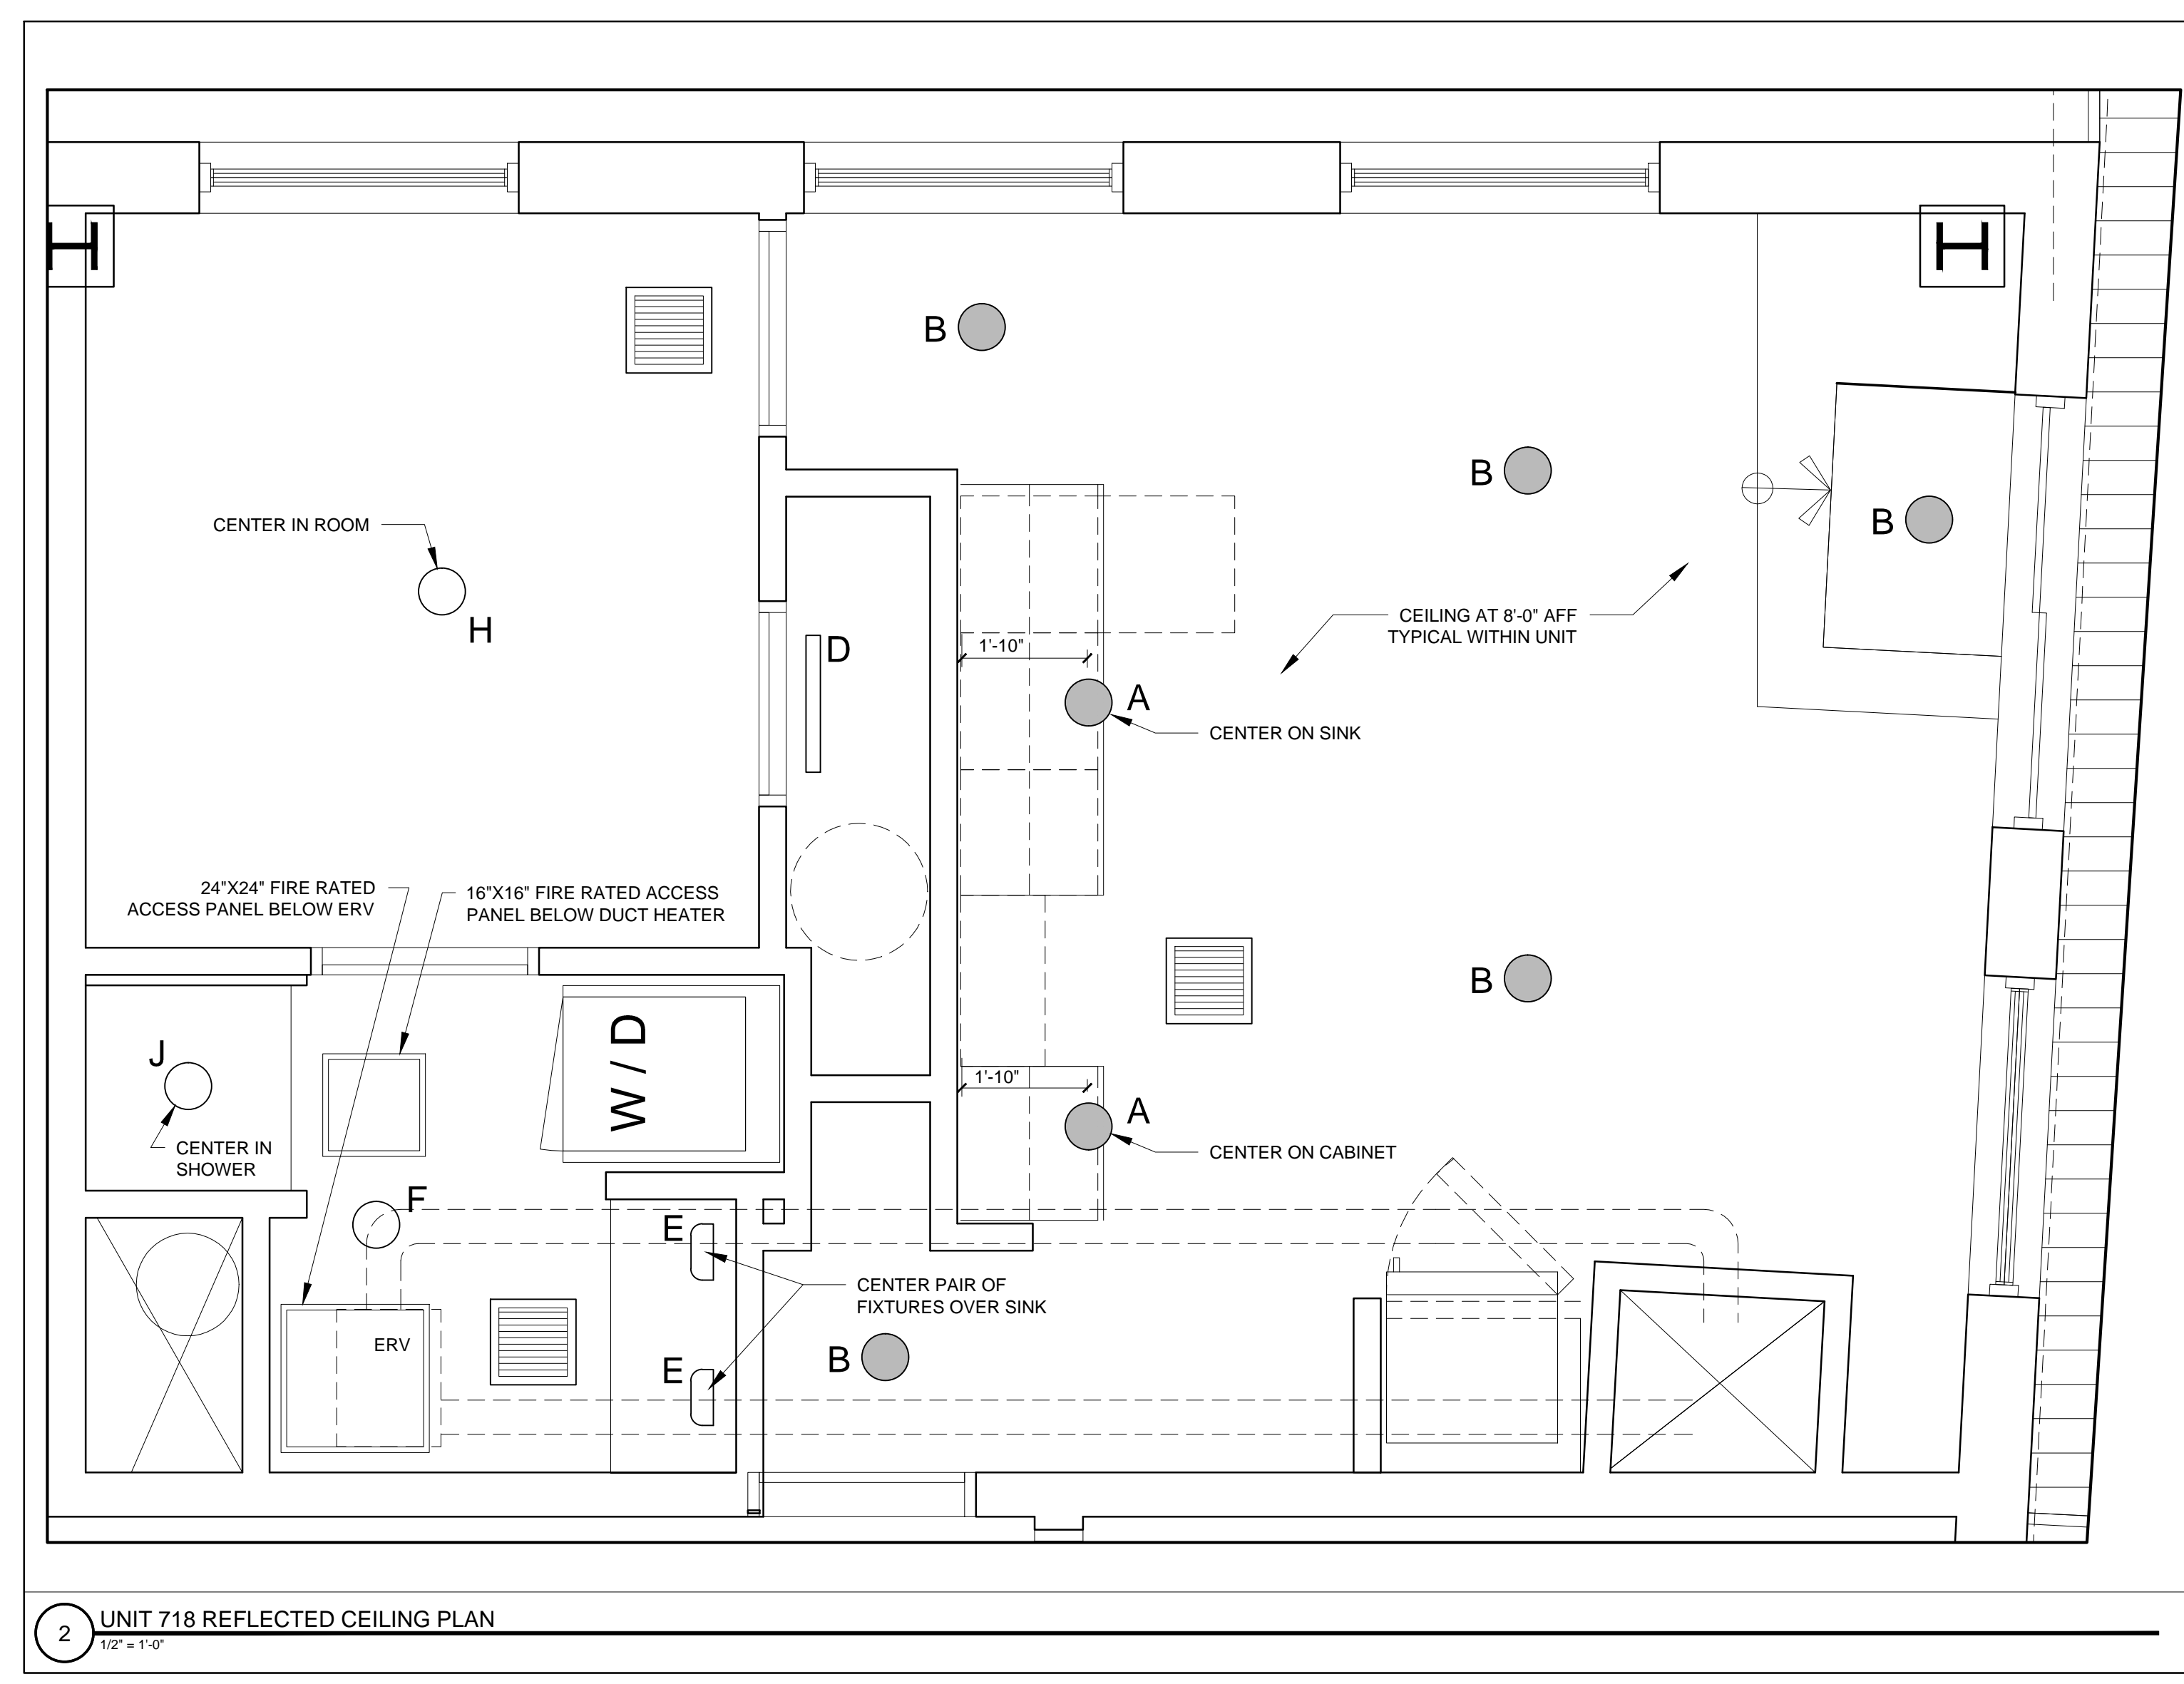 H
H
B
B
B
CENTER IN ROOM
H
CEILING AT 8'-0" AFF
TYPICAL WITHIN UNIT
D
1'-10"
A
CENTER ON SINK
24"X24" FIRE RATED
ACCESS PANEL BELOW ERV
16"X16" FIRE RATED ACCESS
PANEL BELOW DUCT HEATER
B
W / D
J
CENTER IN
SHOWER
1'-10"
A
CENTER ON CABINET
F
E
CENTER PAIR OF
FIXTURES OVER SINK
ERV
E
B
2
UNIT 718 REFLECTED CEILING PLAN
1/2" = 1'-0"